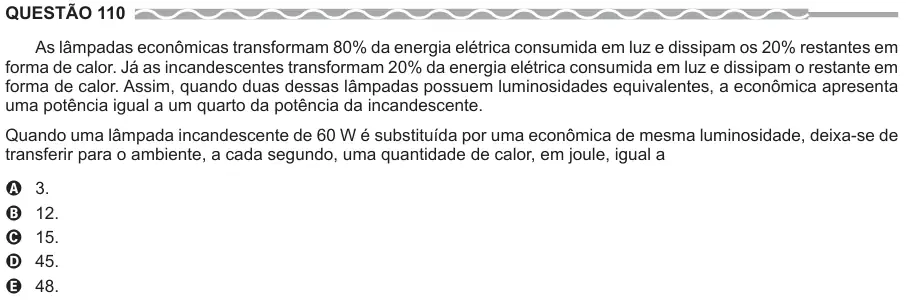 QUESTÃO 110
As lâmpadas econômicas transformam 80% da energia elétrica consumida em luz e dissipam os 20% restantes em
forma de calor. Já as incandescentes transformam 20% da energia elétrica consumida em luz e dissipam o restante em
forma de calor. Assim, quando duas dessas lâmpadas possuem luminosidades equivalentes, a econômica apresenta
uma potência igual a um quarto da potência da incandescente.
Quando uma lâmpada incandescente de 60 W é substituída por uma econômica de mesma luminosidade, deixa-se de
transferir para o ambiente, a cada segundo, uma quantidade de calor, em joule, igual a
A 3.
B 12.
C 15.
D 45.
E 48.